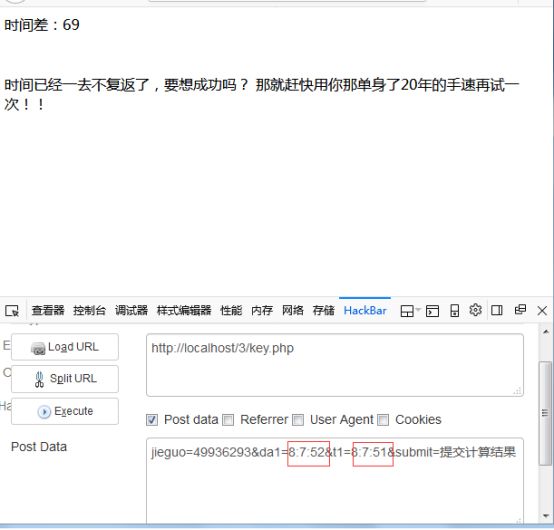 时间差：69
时间已经一去不复返了，要想成功吗？ 那就赶快用你那单身了20年的手速再试一
次！！
查看器 控制台 调试器 样式编辑器 性能 内存 网络 存储 HackBar
Load URL
http://localhost/3/key.php
Split URL
Execute
Post data Referrer User Agent Cookies
Post Data
jieguo=49936293&da1=8:7:52&t1=8:7:51&submit=提交计算结果